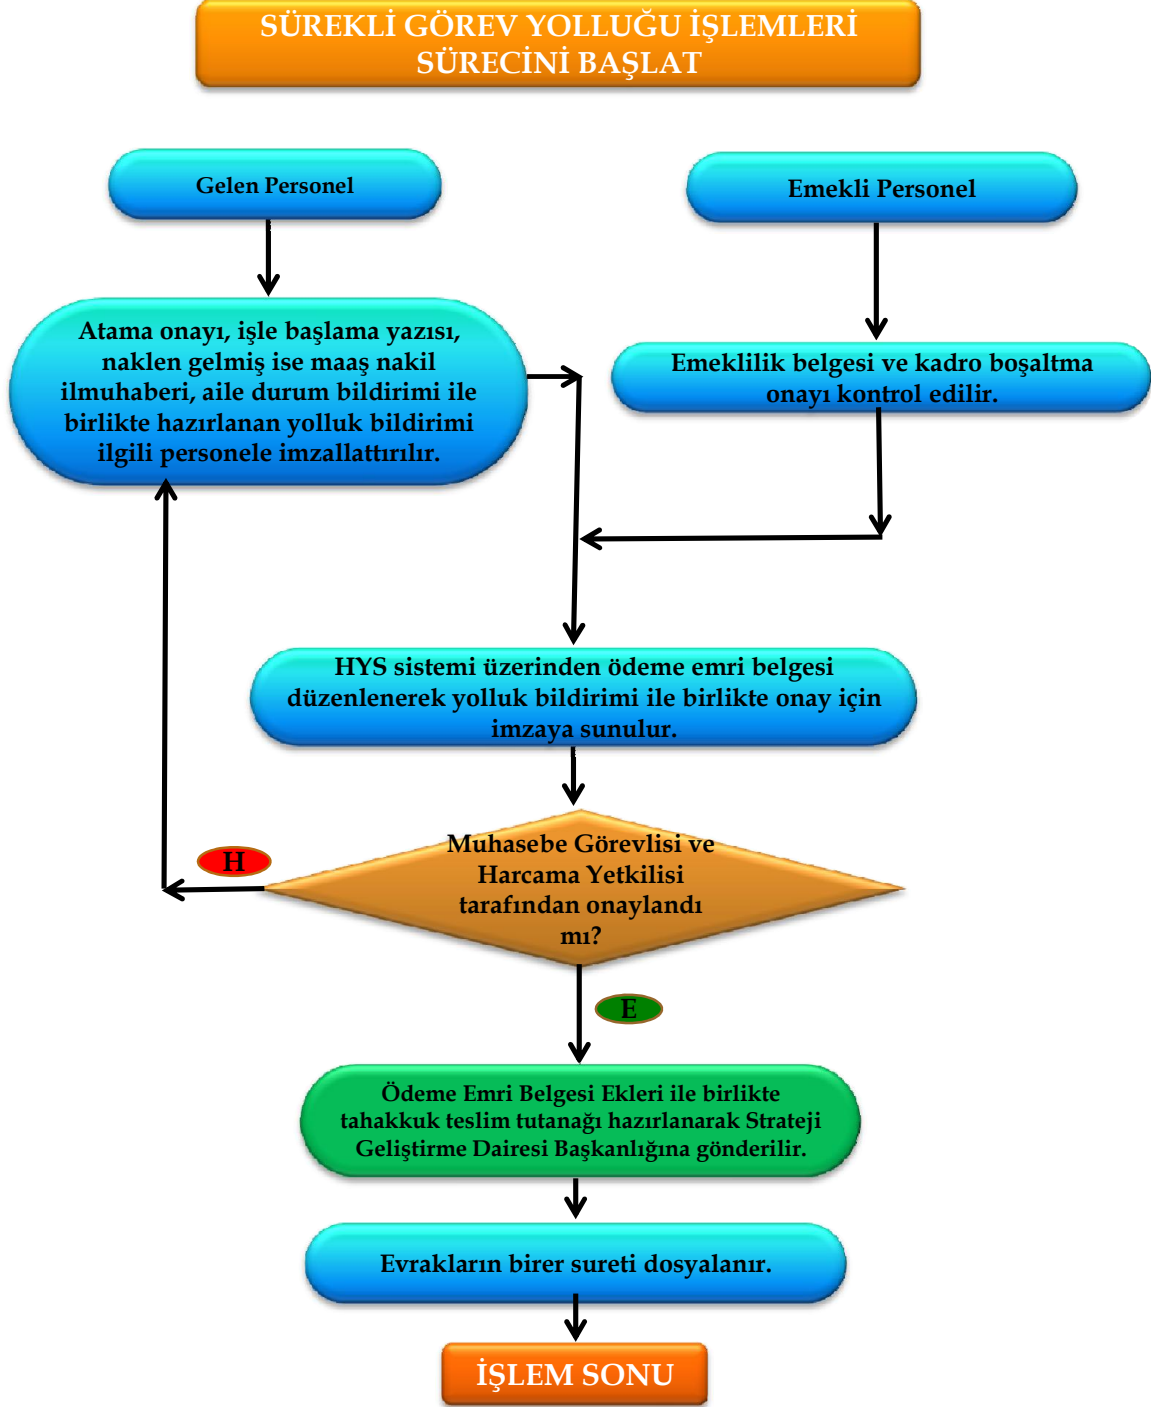 SÜREKLİ GÖREV YOLLUĞU İŞLEMLERİ
SÜRECİNİ BAŞLAT
Gelen Personel
Emekli Personel
Atama onayı, işle başlama yazısı,
naklen gelmiş ise maaş nakil
ilmuhaberi, aile durum bildirimi ile
birlikte hazırlanan yolluk bildirimi
ilgili personele imzallattırılır.
Emeklilik belgesi ve kadro boşaltma
onayı kontrol edilir.
HYS sistemi üzerinden ödeme emri belgesi
düzenlenerek yolluk bildirimi ile birlikte onay için
imzaya sunulur.
Muhasebe Görevlisi ve
Harcama Yetkilisi
tarafından onaylandı
mı?
H
E
Ödeme Emri Belgesi Ekleri ile birlikte
tahakkuk teslim tutanağı hazırlanarak Strateji
Geliştirme Dairesi Başkanlığına gönderilir.
Evrakların birer sureti dosyalanır.
İŞLEM SONU